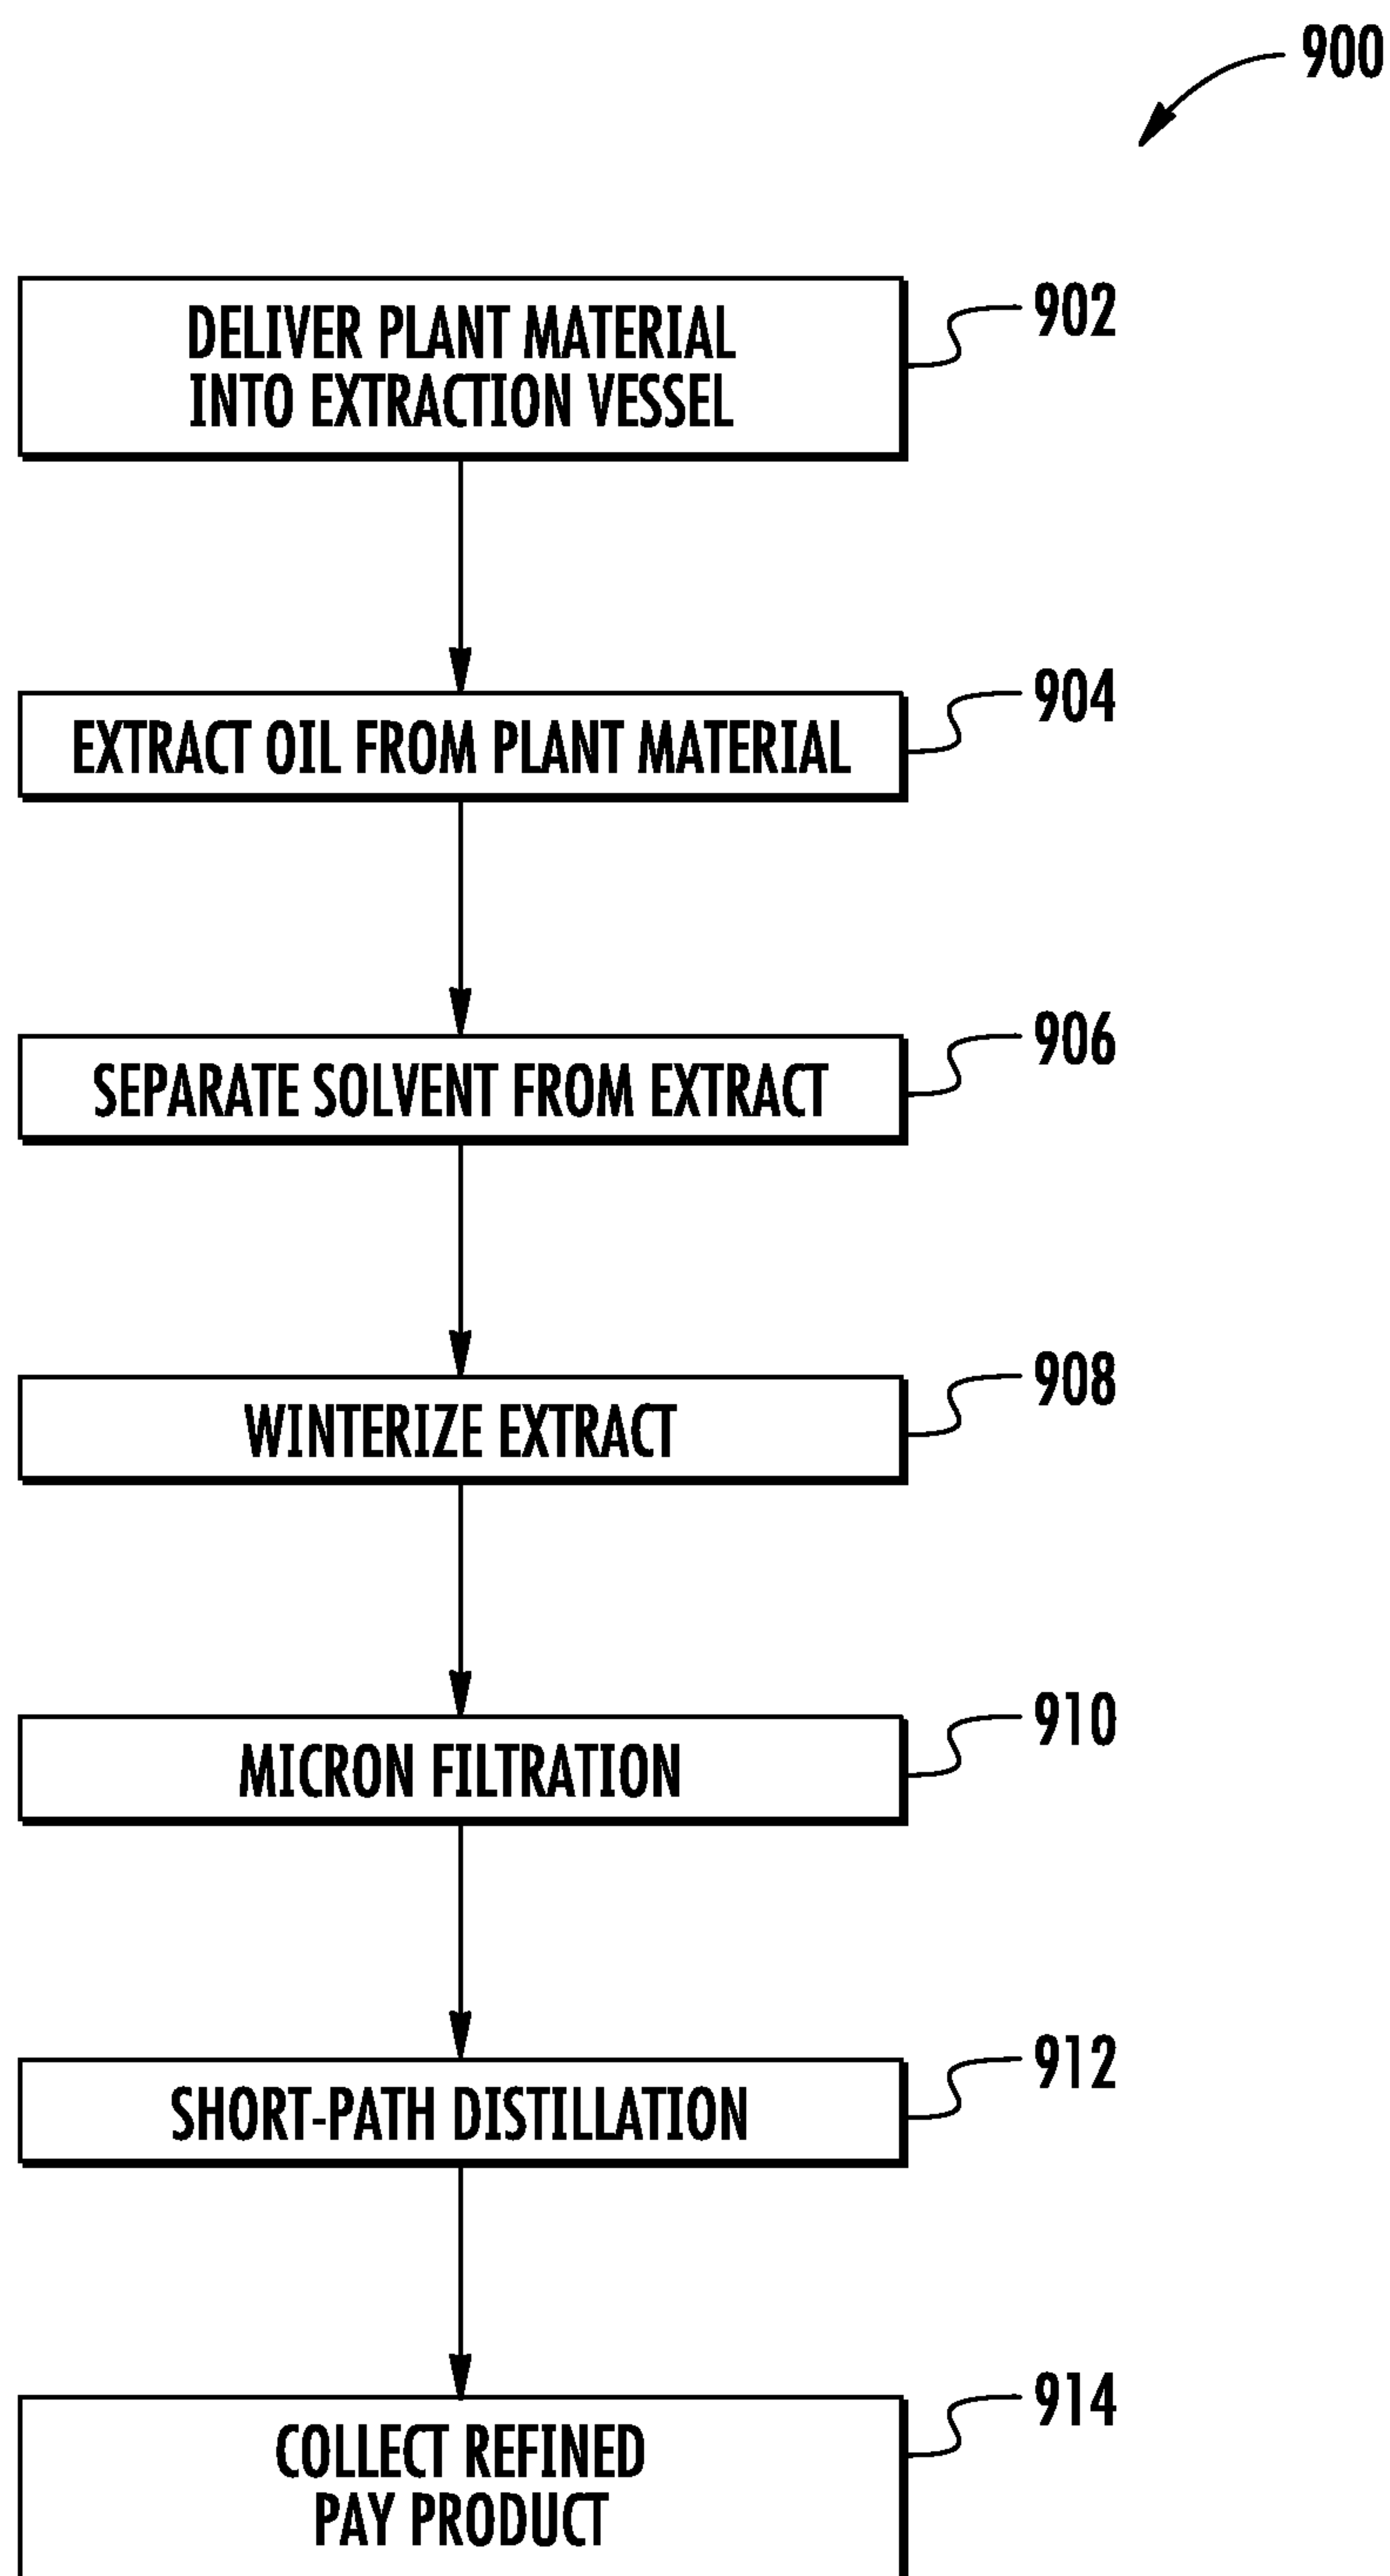 900
DELIVER PLANT MATERIAL
INTO EXTRACTION VESSEL
902
EXTRACT OIL FROM PLANT MATERIAL
904
SEPARATE SOLVENT FROM EXTRACT
906
WINTERIZE EXTRACT
908
MICRON FILTRATION
910
SHORT-PATH DISTILLATION
912
COLLECT REFINED
PAY PRODUCT
914